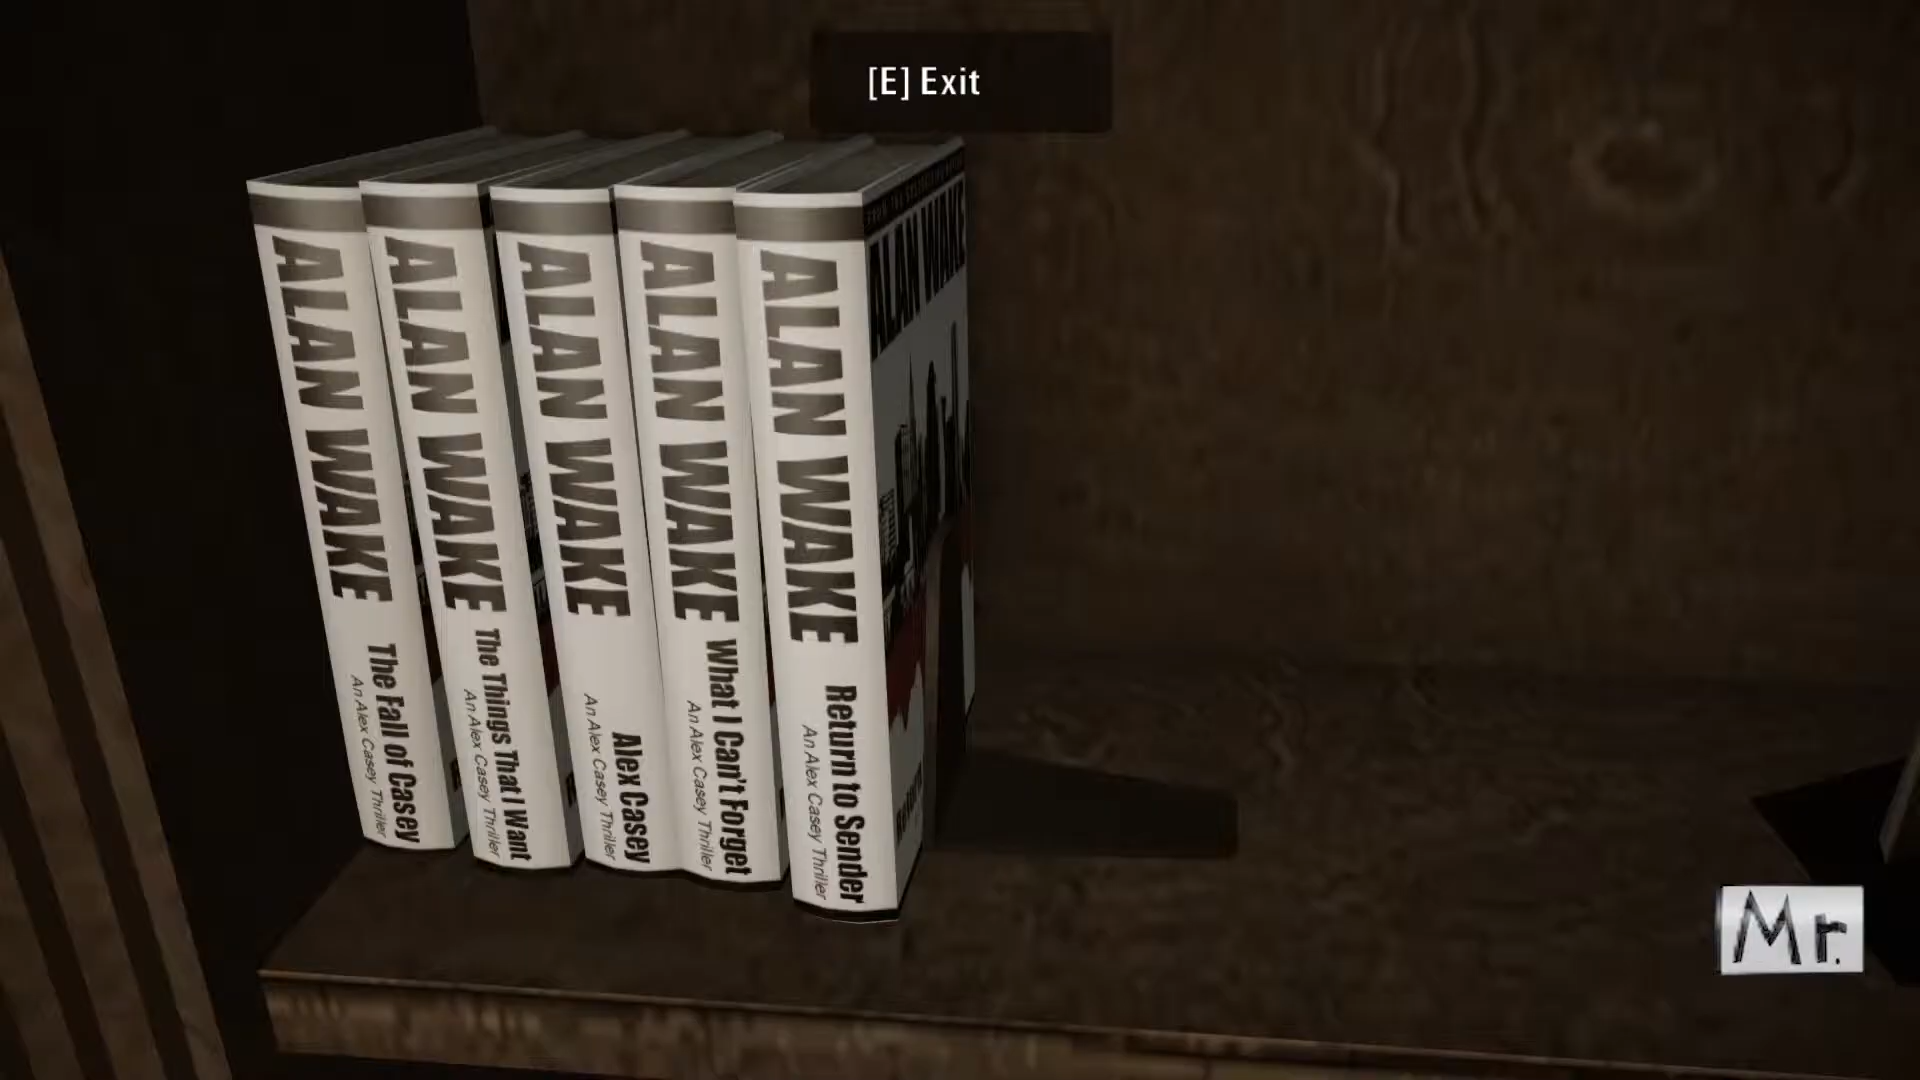 [E] Exit
ALAN WAKE
The Fall of Casey
An Alex Casey Thriller
ALAN WAKE
The Things That I Want
An Alex Casey Thriller
ALAN WAKE
Alex Casey
An Alex Casey Thriller
ALAN WAKE
What I Can't Forget
An Alex Casey Thriller
ALAN WAKE
Return to Sender
An Alex Casey Thriller
ALAN WAKE
Mr.